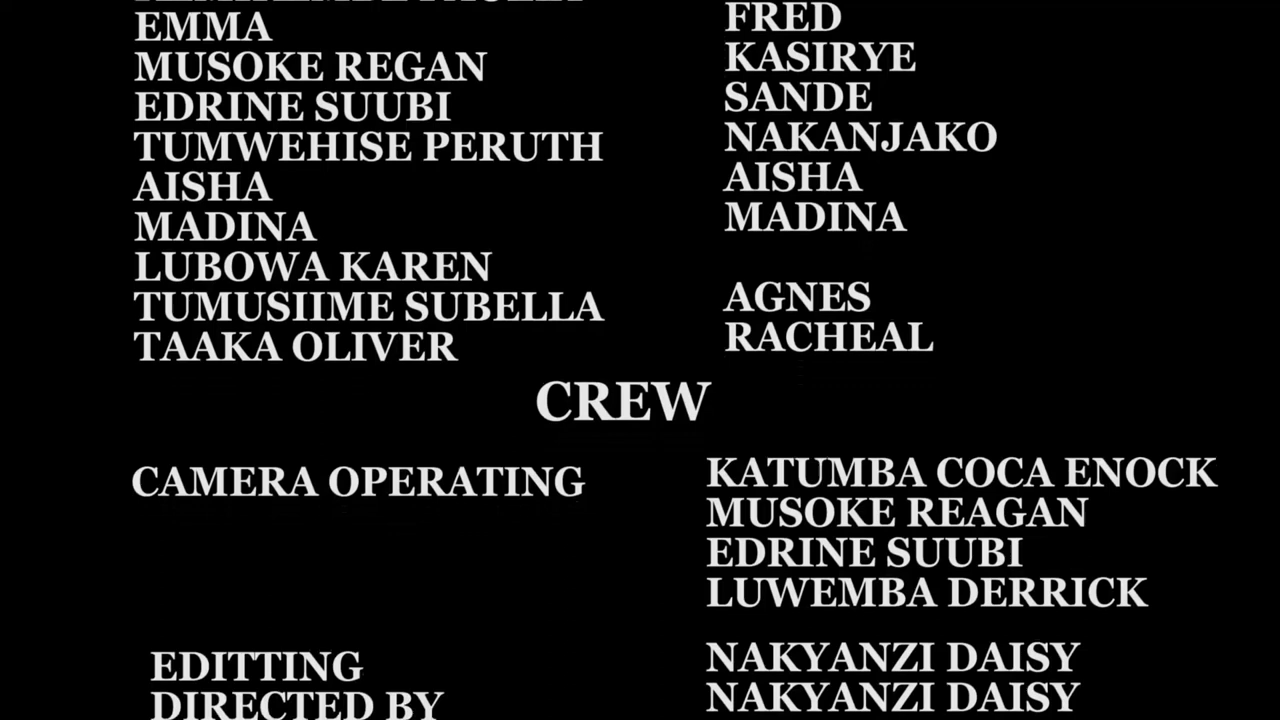 EMMA FRED
MUSOKE REGAN KASIRYE
EDRINE SUUBI SANDE
TUMWEHISE PERUTH NAKANJAKO
AISHA AISHA
MADINA MADINA
LUBOWA KAREN
TUMUSIIME SUBELLA AGNES
TAAKA OLIVER RACHEAL
CREW
CAMERA OPERATING KATUMBA COCA ENOCK
MUSOKE REAGAN
EDRINE SUUBI
LUWEMBA DERRICK
EDITTING NAKYANZI DAISY
DIRECTED BY NAKYANZI DAISY